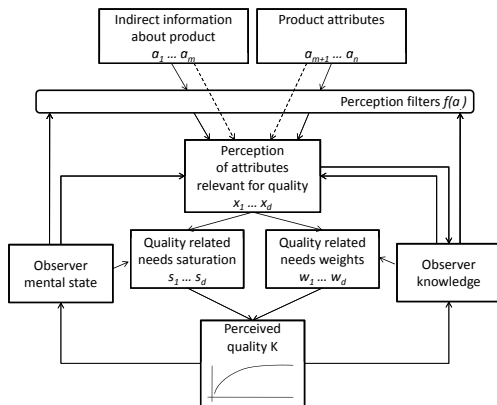 Indirect information
about product
a1 ... am
Product attributes
am+1 ... an
Perception filters f(a )
Perception
of attributes
relevant for quality
x1 ... xd
Quality related
needs saturation
s1 ... sd
Quality related
needs weights
w1 ... wd
Observer
mental state
Observer
knowledge
Perceived
quality K